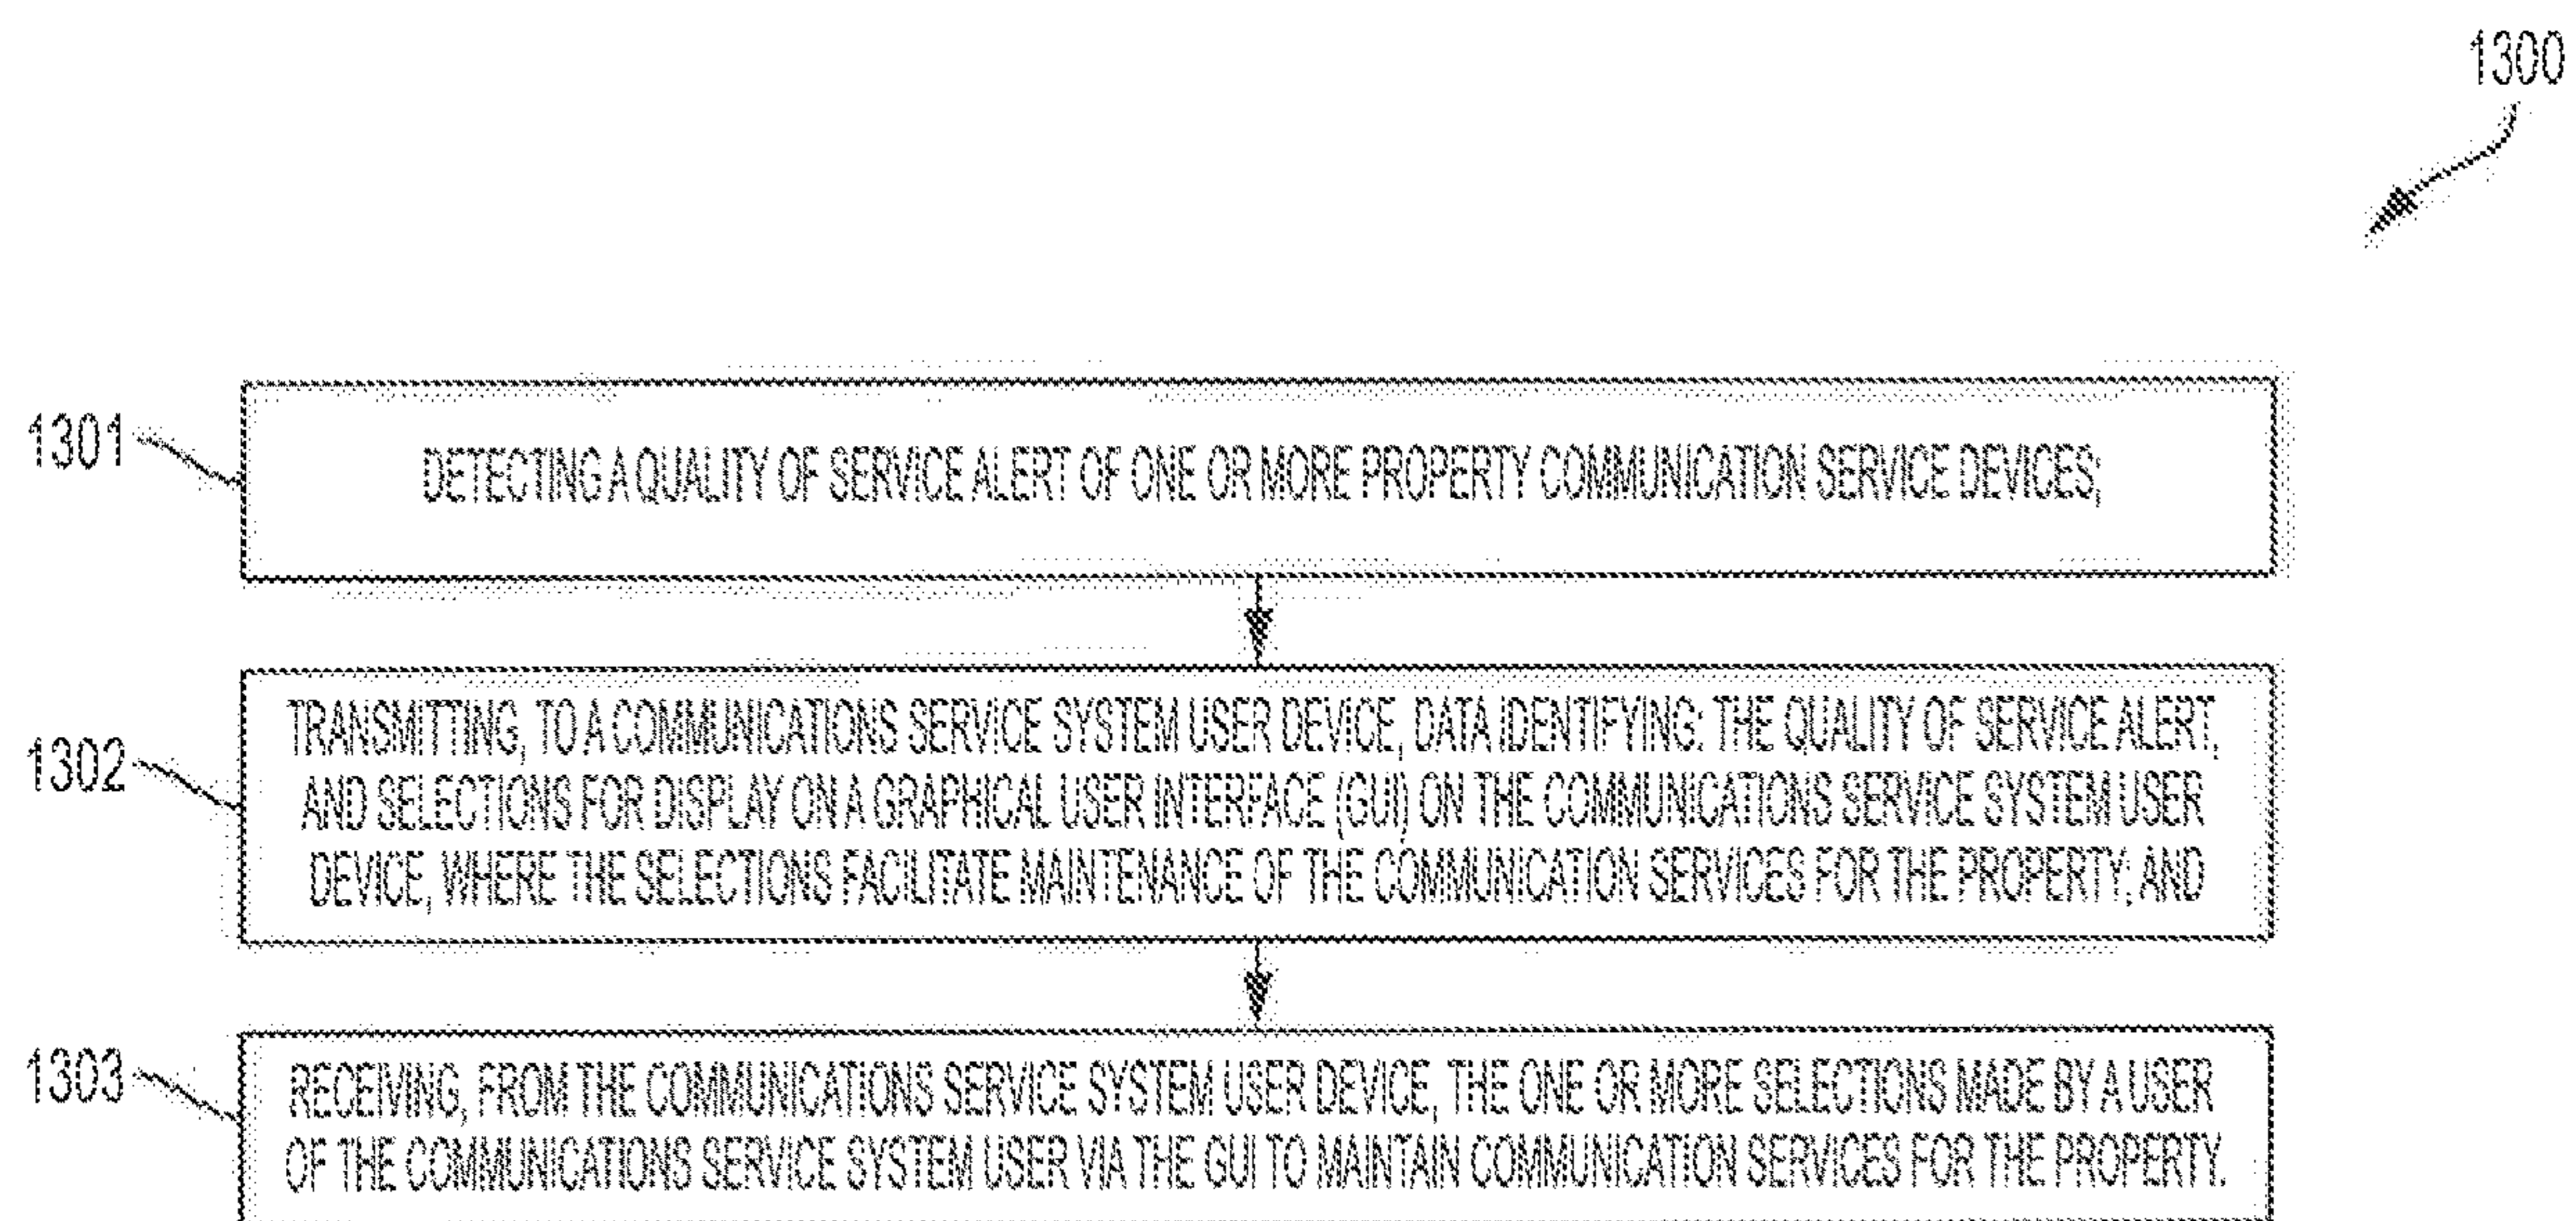 1300
1301
DETECTING A QUALITY OF SERVICE ALERT OF ONE OR MORE PROPERTY COMMUNICATION SERVICE DEVICES;
1302
TRANSMITTING, TO A COMMUNICATIONS SERVICE SYSTEM USER DEVICE, DATA IDENTIFYING: THE QUALITY OF SERVICE ALERT,
AND SELECTIONS FOR DISPLAY ON A GRAPHICAL USER INTERFACE (GUI) ON THE COMMUNICATIONS SERVICE SYSTEM USER
DEVICE, WHERE THE SELECTIONS FACILITATE MAINTENANCE OF THE COMMUNICATION SERVICES FOR THE PROPERTY; AND
1303
RECEIVING, FROM THE COMMUNICATIONS SERVICE SYSTEM USER DEVICE, THE ONE OR MORE SELECTIONS MADE BY A USER
OF THE COMMUNICATIONS SERVICE SYSTEM USER VIA THE GUI TO MAINTAIN COMMUNICATION SERVICES FOR THE PROPERTY.